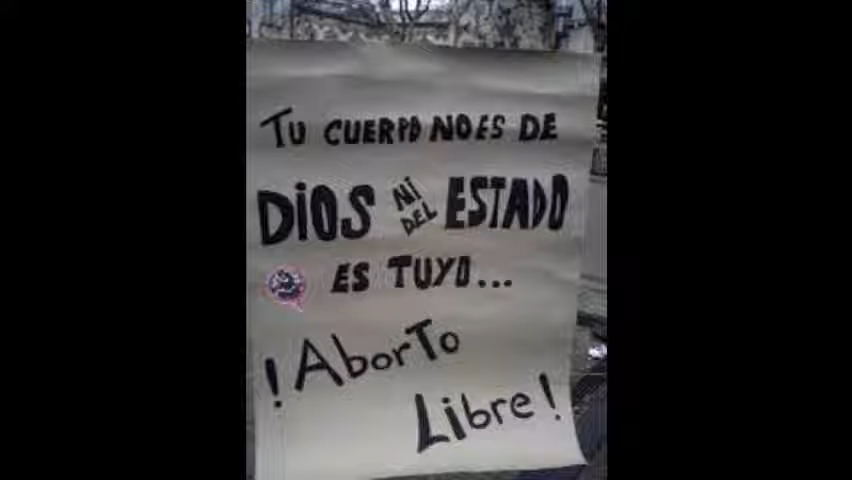 TU CUERPO NO ES DE
DIOS NI DEL ESTADO
ES TUYO...
!AborTo
Libre!